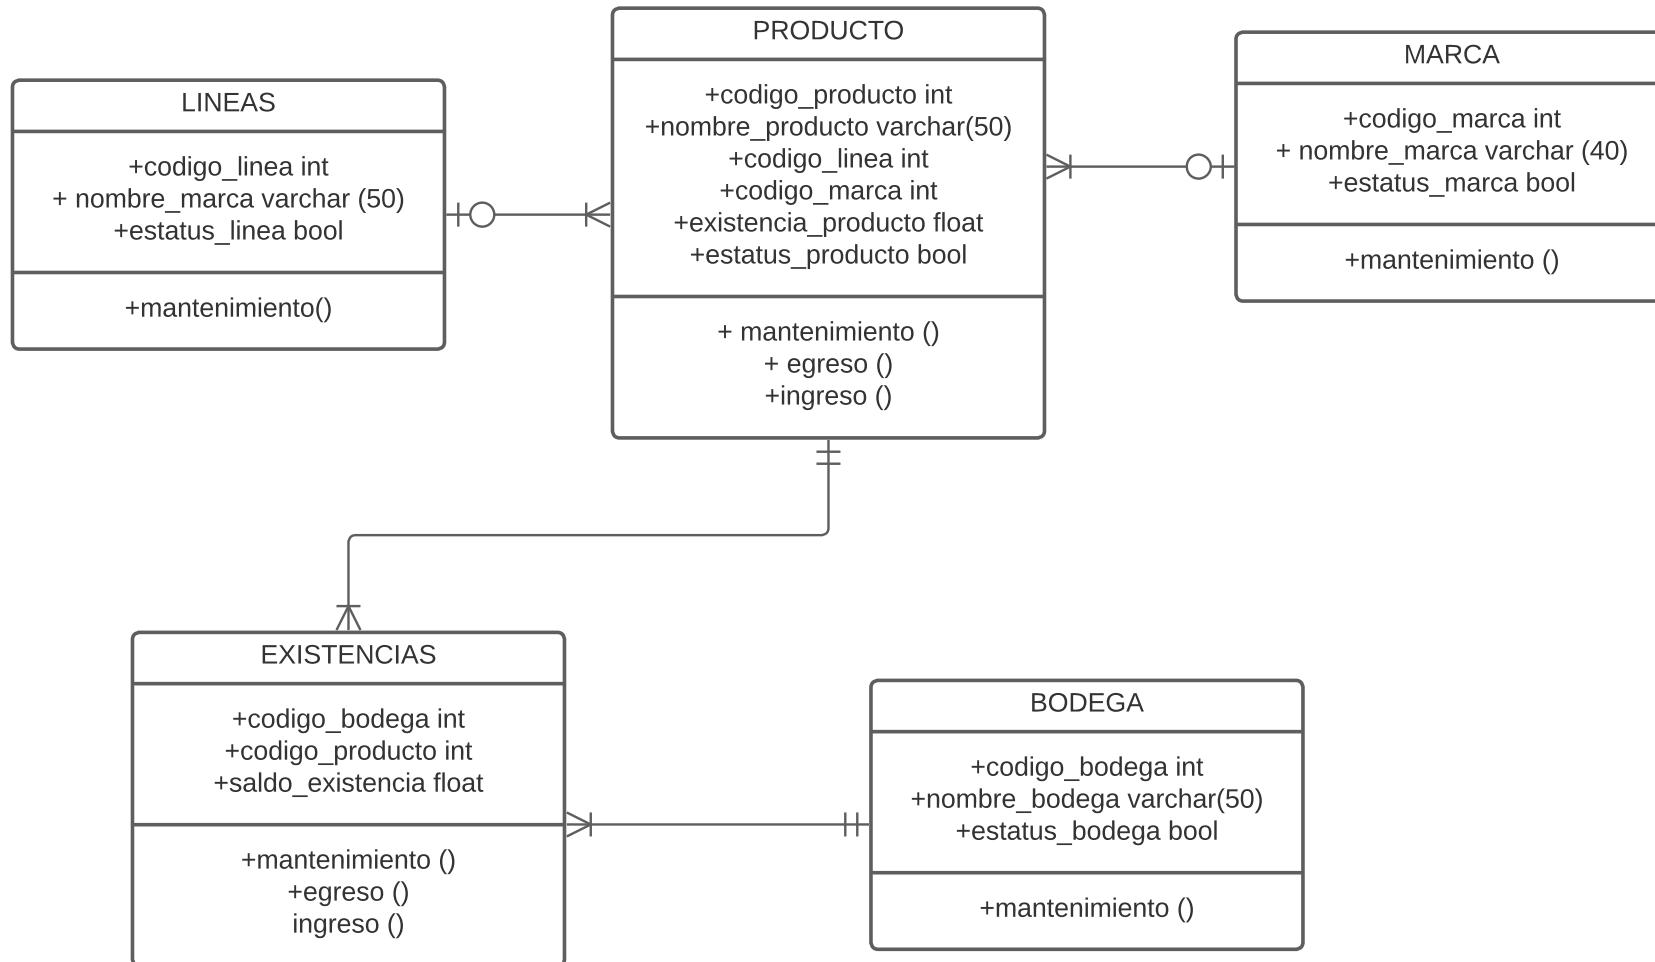 PRODUCTO
+codigo_producto int
+nombre_producto varchar(50)
+codigo_linea int
+codigo_marca int
+existencia_producto float
+estatus_producto bool
+ mantenimiento ()
+ egreso ()
+ingreso ()
MARCA
+codigo_marca int
+ nombre_marca varchar (40)
+estatus_marca bool
+mantenimiento ()
LINEAS
+codigo_linea int
+ nombre_marca varchar (50)
+estatus_linea bool
+mantenimiento()
EXISTENCIAS
+codigo_bodega int
+codigo_producto int
+saldo_existencia float
+mantenimiento ()
+egreso ()
ingreso ()
BODEGA
+codigo_bodega int
+nombre_bodega varchar(50)
+estatus_bodega bool
+mantenimiento ()